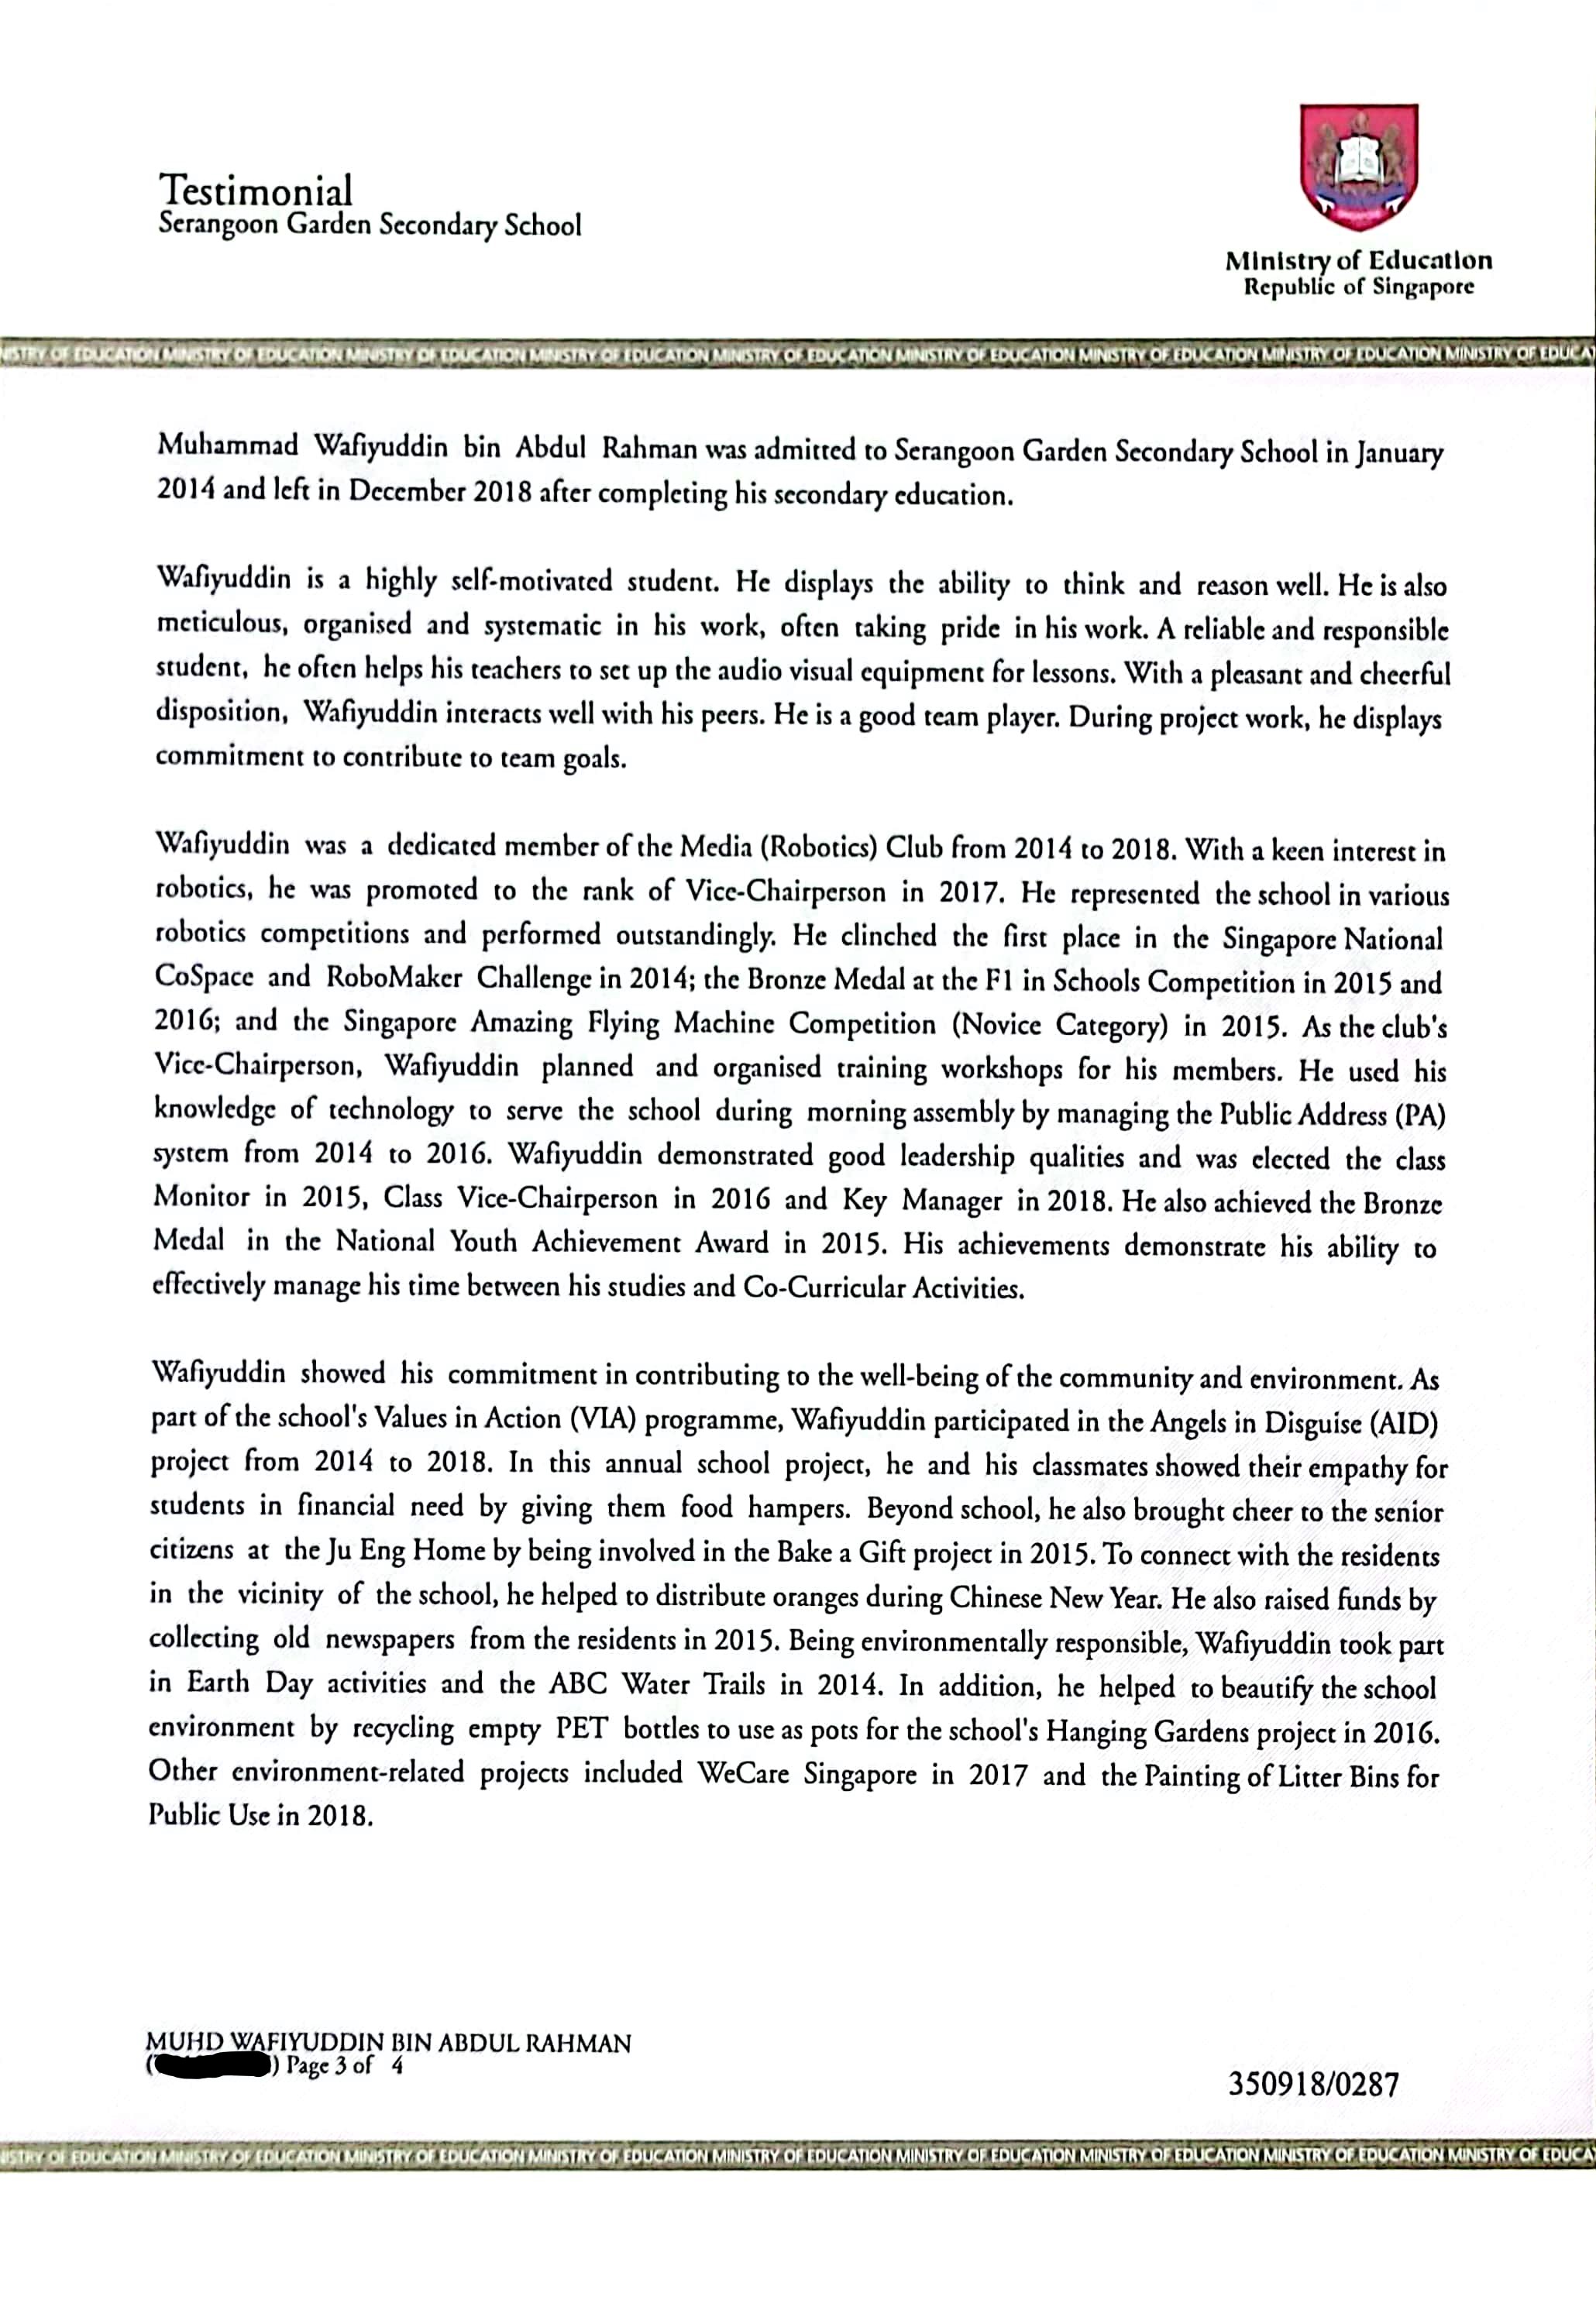 Testimonial
Serangoon Garden Secondary School
Ministry of Education
Republic of Singapore
MINISTRY OF EDUCATION MINISTRY OF EDUCATION MINISTRY OF EDUCATION MINISTRY OF EDUCATION MINISTRY OF EDUCATION MINISTRY OF EDUCATION MINISTRY OF EDUCATION MINISTRY OF EDUCATION MINISTRY OF EDUCA
Muhammad Wafiyuddin bin Abdul Rahman was admitted to Serangoon Garden Secondary School in January
2014 and left in December 2018 after completing his secondary education.
Wafiyuddin is a highly self-motivated student. He displays the ability to think and reason well. He is also
meticulous, organised and systematic in his work, often taking pride in his work. A reliable and responsible
student, he often helps his teachers to set up the audio visual equipment for lessons. With a pleasant and cheerful
disposition, Wafiyuddin interacts well with his peers. He is a good team player. During project work, he displays
commitment to contribute to team goals.
Wafiyuddin was a dedicated member of the Media (Robotics) Club from 2014 to 2018. With a keen interest in
robotics, he was promoted to the rank of Vice-Chairperson in 2017. He represented the school in various
robotics competitions and performed outstandingly. He clinched the first place in the Singapore National
CoSpace and RoboMaker Challenge in 2014; the Bronze Medal at the F1 in Schools Competition in 2015 and
2016; and the Singapore Amazing Flying Machine Competition (Novice Category) in 2015. As the club's
Vice-Chairperson, Wafiyuddin planned and organised training workshops for his members. He used his
knowledge of technology to serve the school during morning assembly by managing the Public Address (PA)
system from 2014 to 2016. Wafiyuddin demonstrated good leadership qualities and was elected the class
Monitor in 2015, Class Vice-Chairperson in 2016 and Key Manager in 2018. He also achieved the Bronze
Medal in the National Youth Achievement Award in 2015. His achievements demonstrate his ability to
effectively manage his time between his studies and Co-Curricular Activities.
Wafiyuddin showed his commitment in contributing to the well-being of the community and environment. As
part of the school's Values in Action (VIA) programme, Wafiyuddin participated in the Angels in Disguise (AID)
project from 2014 to 2018. In this annual school project, he and his classmates showed their empathy for
students in financial need by giving them food hampers. Beyond school, he also brought cheer to the senior
citizens at the Ju Eng Home by being involved in the Bake a Gift project in 2015. To connect with the residents
in the vicinity of the school, he helped to distribute oranges during Chinese New Year. He also raised funds by
collecting old newspapers from the residents in 2015. Being environmentally responsible, Wafiyuddin took part
in Earth Day activities and the ABC Water Trails in 2014. In addition, he helped to beautify the school
environment by recycling empty PET bottles to use as pots for the school's Hanging Gardens project in 2016.
Other environment-related projects included WeCare Singapore in 2017 and the Painting of Litter Bins for
Public Use in 2018.
MUHD WAFIYUDDIN BIN ABDUL RAHMAN
( ) Page 3 of 4
350918/0287
ISTRY OF EDUCATION MINISTRY OF EDUCATION MINISTRY OF EDUCATION MINISTRY OF EDUCATION MINISTRY OF EDUCATION MINISTRY OF EDUCATION MINISTRY OF EDUCATION MINISTRY OF EDUCATION MINISTRY OF EDUCA